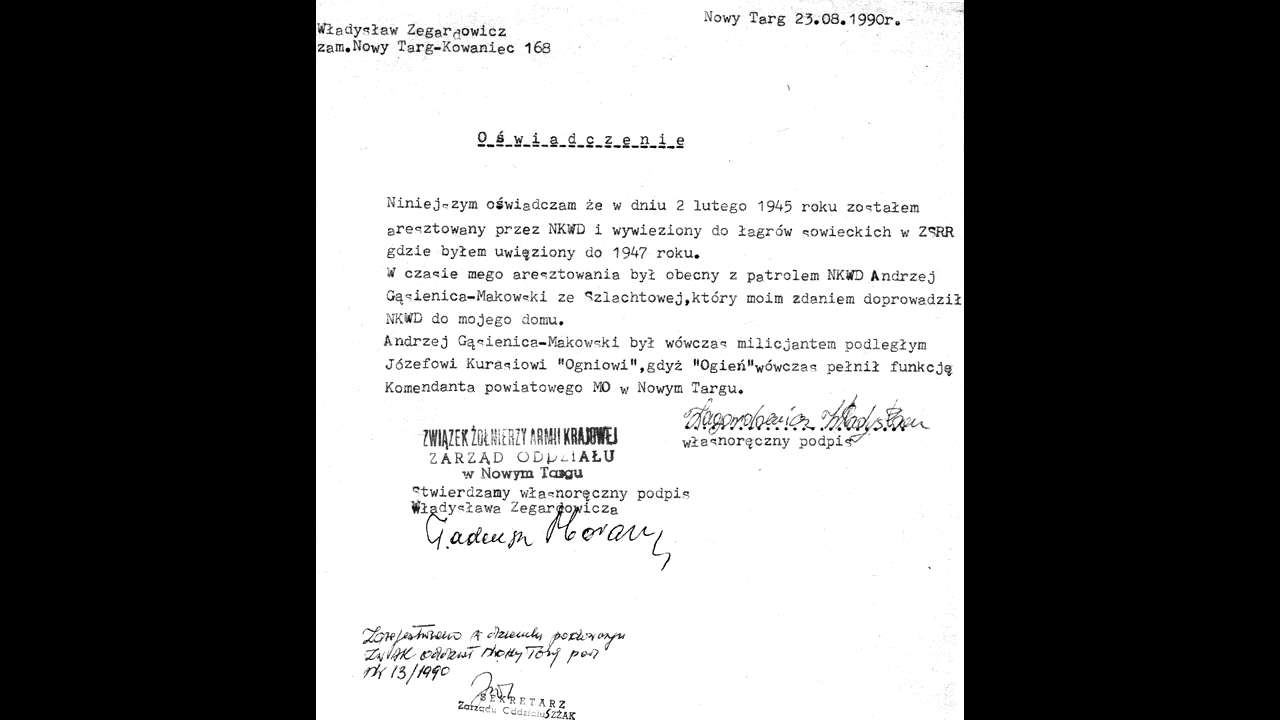 Nowy Targ 23.08.1990r.
Władysław Zegardowicz
zam.Nowy Targ-Kowaniec 168
Oświadczenie
Niniejszym oświadczam że w dniu 2 lutego 1945 roku zostałem
aresztowany przez NKWD i wywieziony do łagrów sowieckich w ZSRR
gdzie byłem uwięziony do 1947 roku.
W czasie mego aresztowania był obecny z patrolem NKWD Andrzej
Gąsienica-Makowski ze Szlachtowej,który moim zdaniem doprowadził
NKWD do mojego domu.
Andrzej Gąsienica-Makowski był wówczas milicjantem podległym
Józefowi Kurasiowi "Ogniowi",gdyż "Ogień"wówczas pełnił funkcję
Komendanta powiatowego MO w Nowym Targu.
Zegardowicz Władysław
własnoręczny podpis
ZWIĄZEK ŻOŁNIERZY ARMII KRAJOWEJ
ZARZĄD ODDZIAŁU
w Nowym Targu
Stwierdzamy własnoręczny podpis
Władysława Zegardowicza
Tadeusz Morawa
Zarejestrowano w dzienniku podawczym
oddział Nowy Targ poz
nr 13/1990
SEKRETARZ
Zarządu Oddziału ŚZŻAK